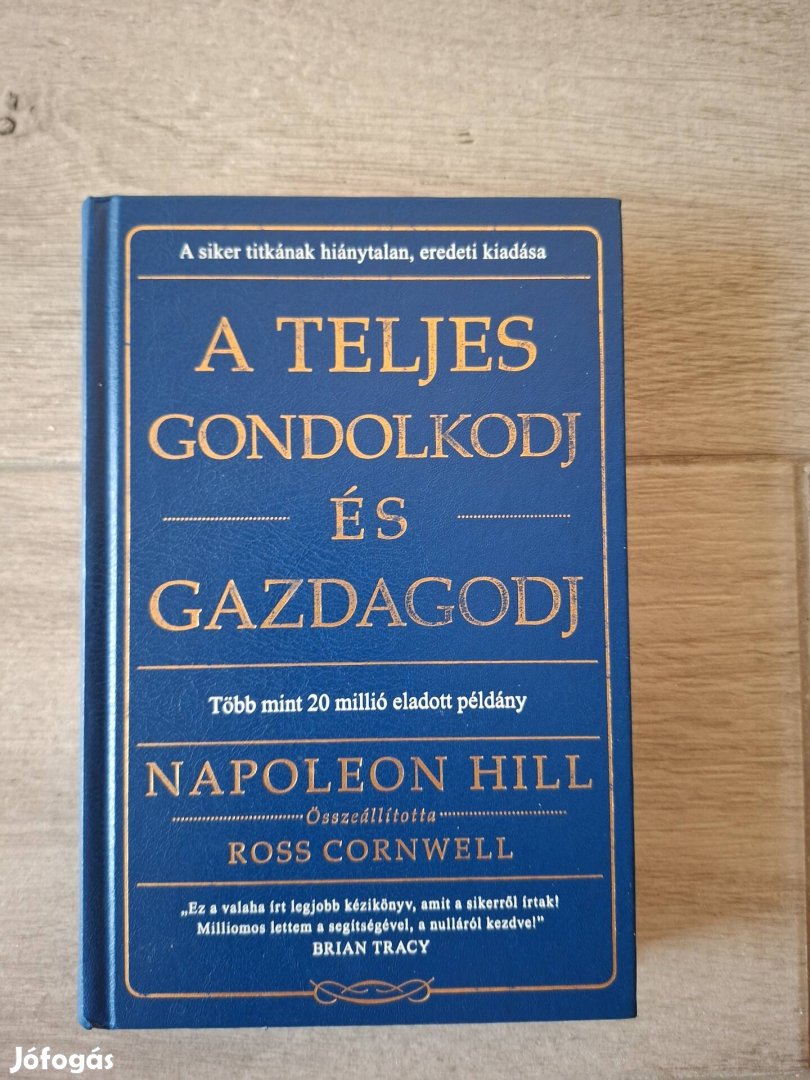 A siker titkának hiánytalan, eredeti kiadása
A TELJES
GONDOLKODJ
ÉS
GAZDAGODJ
Több mint 20 millió eladott példány
NAPOLEON HILL
Összeállította
ROSS CORNWELL
„Ez a valaha írt legjobb kézikönyv, amit a sikerről írtak!
Milliomos lettem a segítségével, a nulláról kezdve!”
BRIAN TRACY
Jófogás